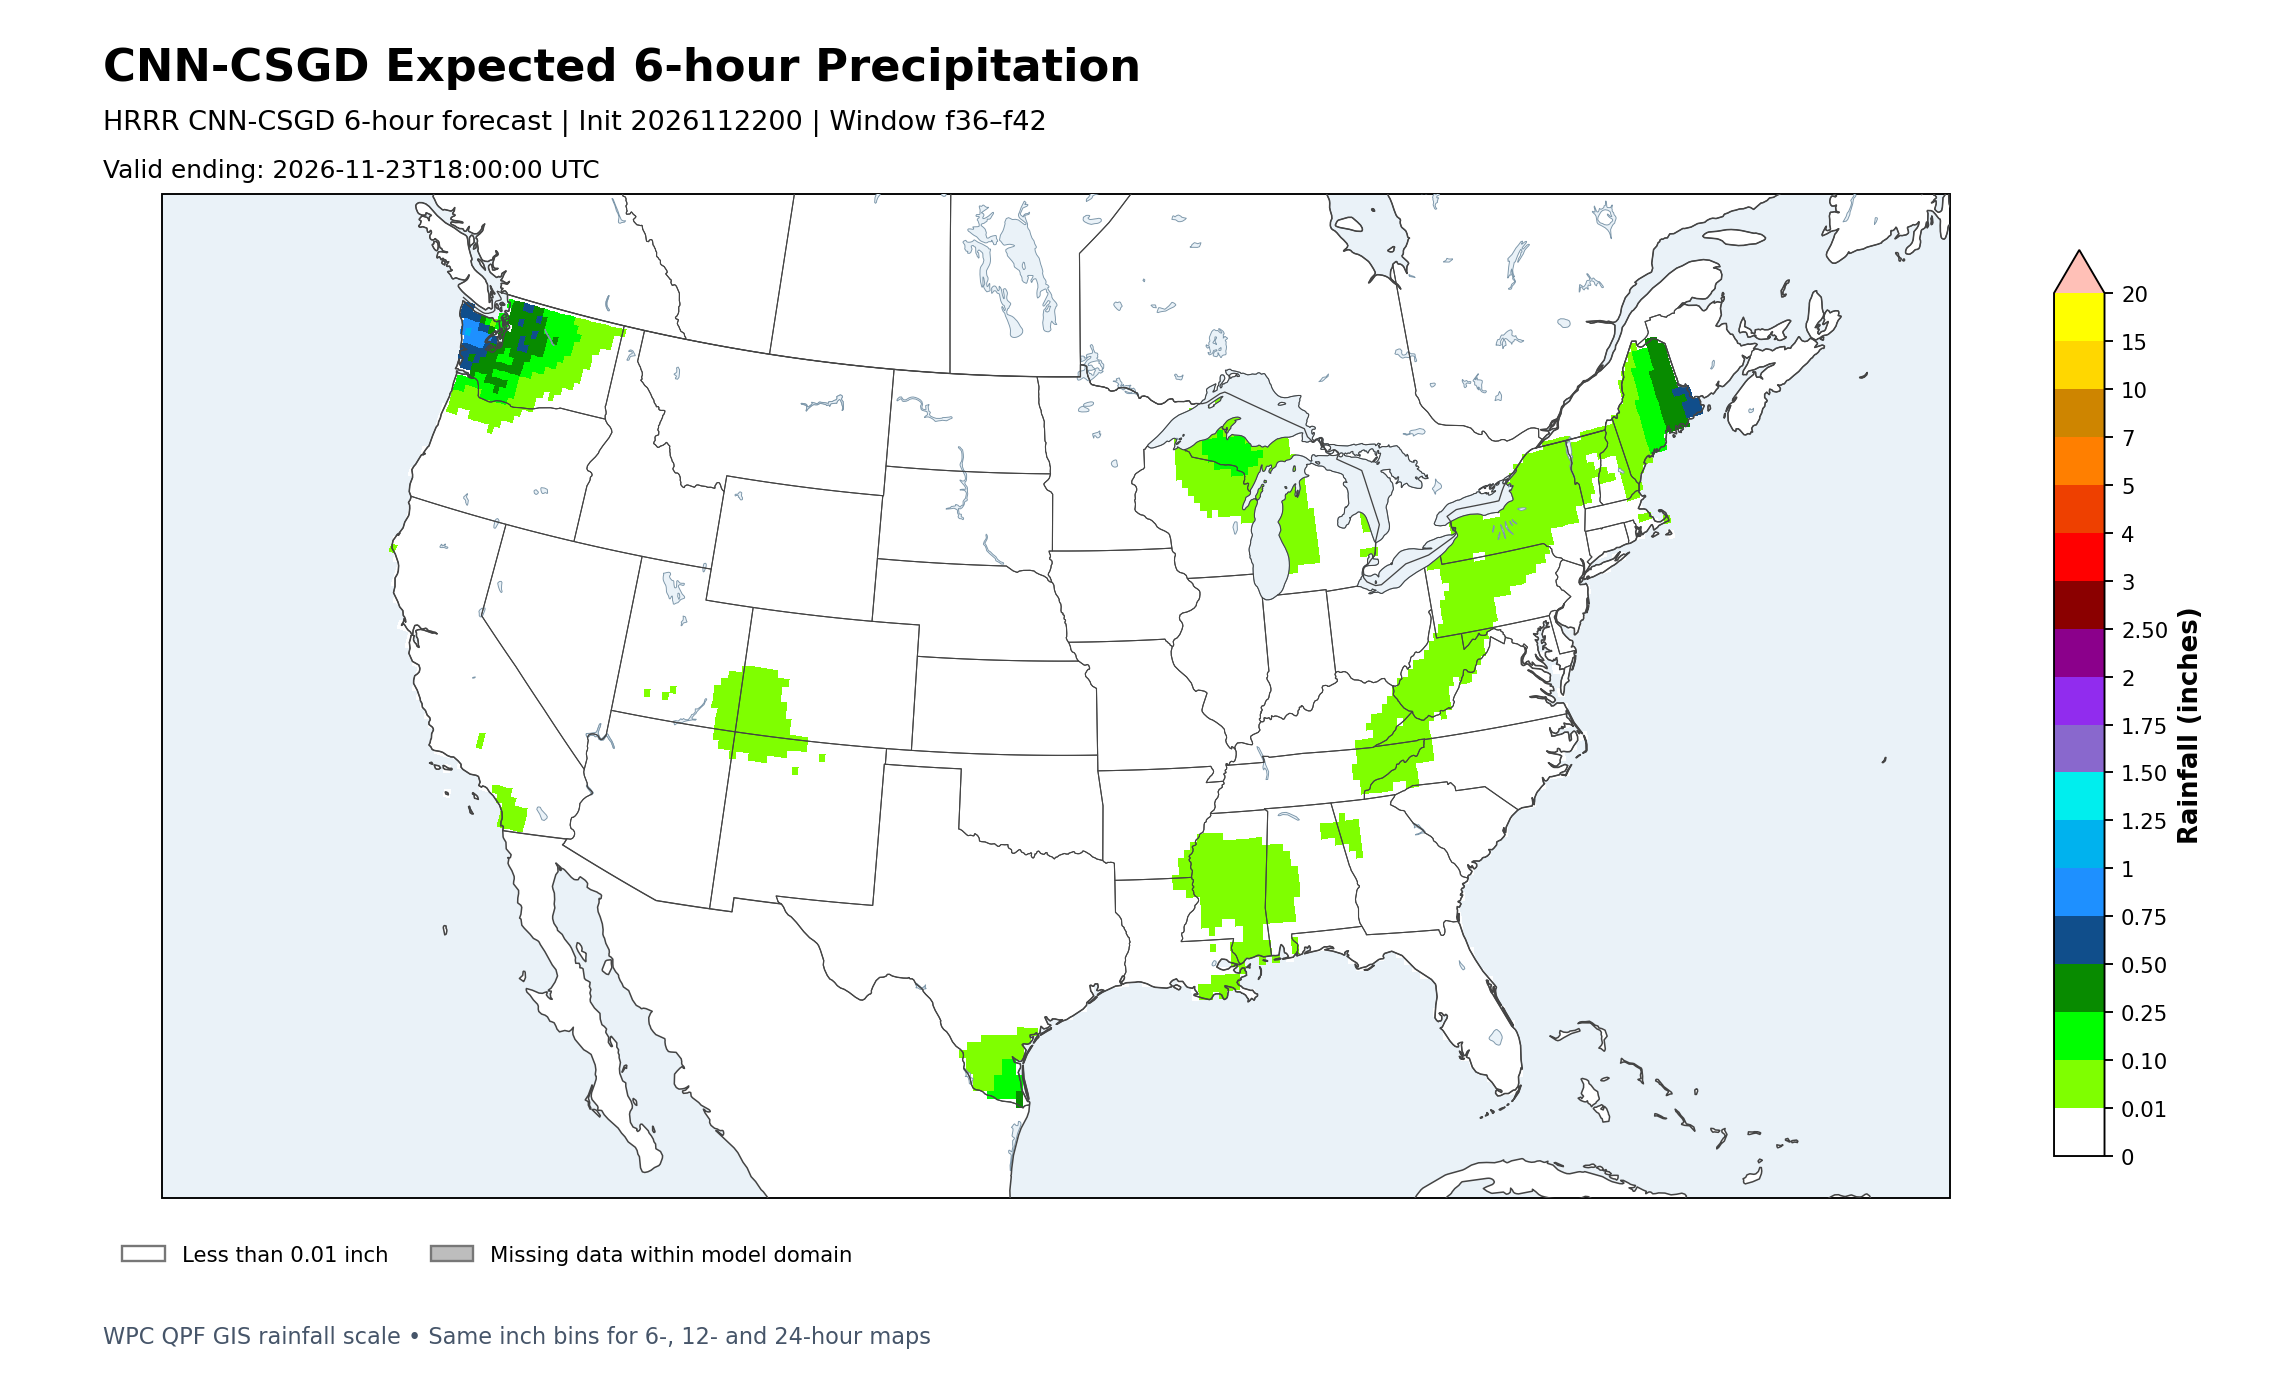 CNN-CSGD Expected 6-hour Precipitation
HRRR CNN-CSGD 6-hour forecast | Init 2026112200 | Window f36–f42
Valid ending: 2026-11-23T18:00:00 UTC
20
15
10
7
5
4
3
2.50
2
1.75
1.50
1.25
1
0.75
0.50
0.25
0.10
0.01
0
Rainfall (inches)
Less than 0.01 inch
Missing data within model domain
WPC QPF GIS rainfall scale • Same inch bins for 6-, 12- and 24-hour maps